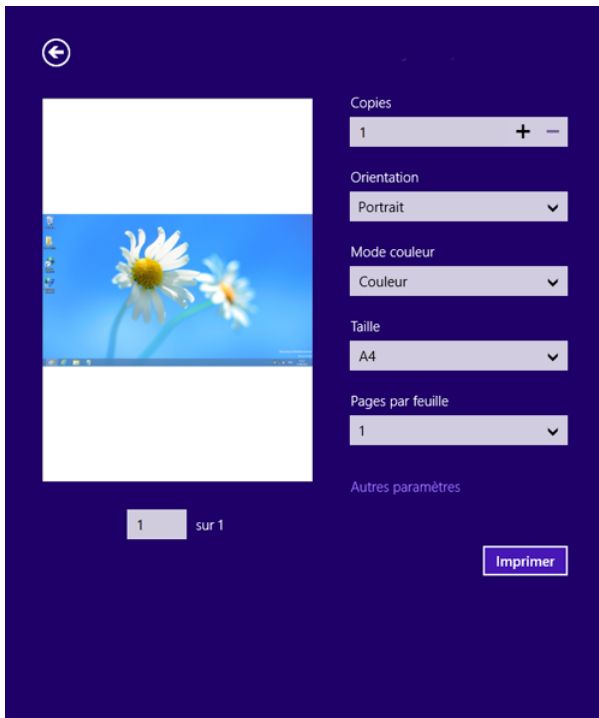 Copies
1
Orientation
Portrait
Mode couleur
Couleur
Taille
A4
Pages par feuille
1
Autres paramètres
1 sur 1
Imprimer